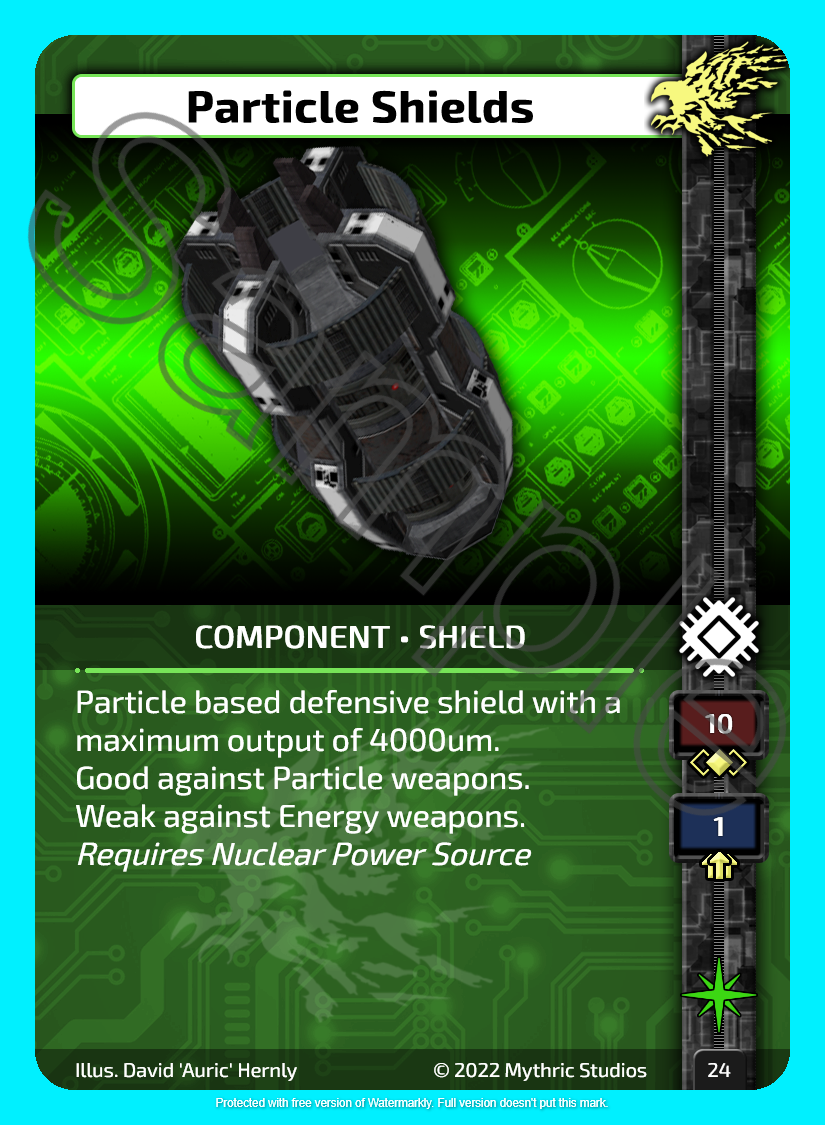 Particle Shields
Sample
COMPONENT • SHIELD
Particle based defensive shield with a
maximum output of 4000um.
Good against Particle weapons.
Weak against Energy weapons.
Requires Nuclear Power Source
10
1
Illus. David 'Auric' Hernly
© 2022 Mythric Studios
24
Protected with free version of Watermarkly. Full version doesn't put this mark.